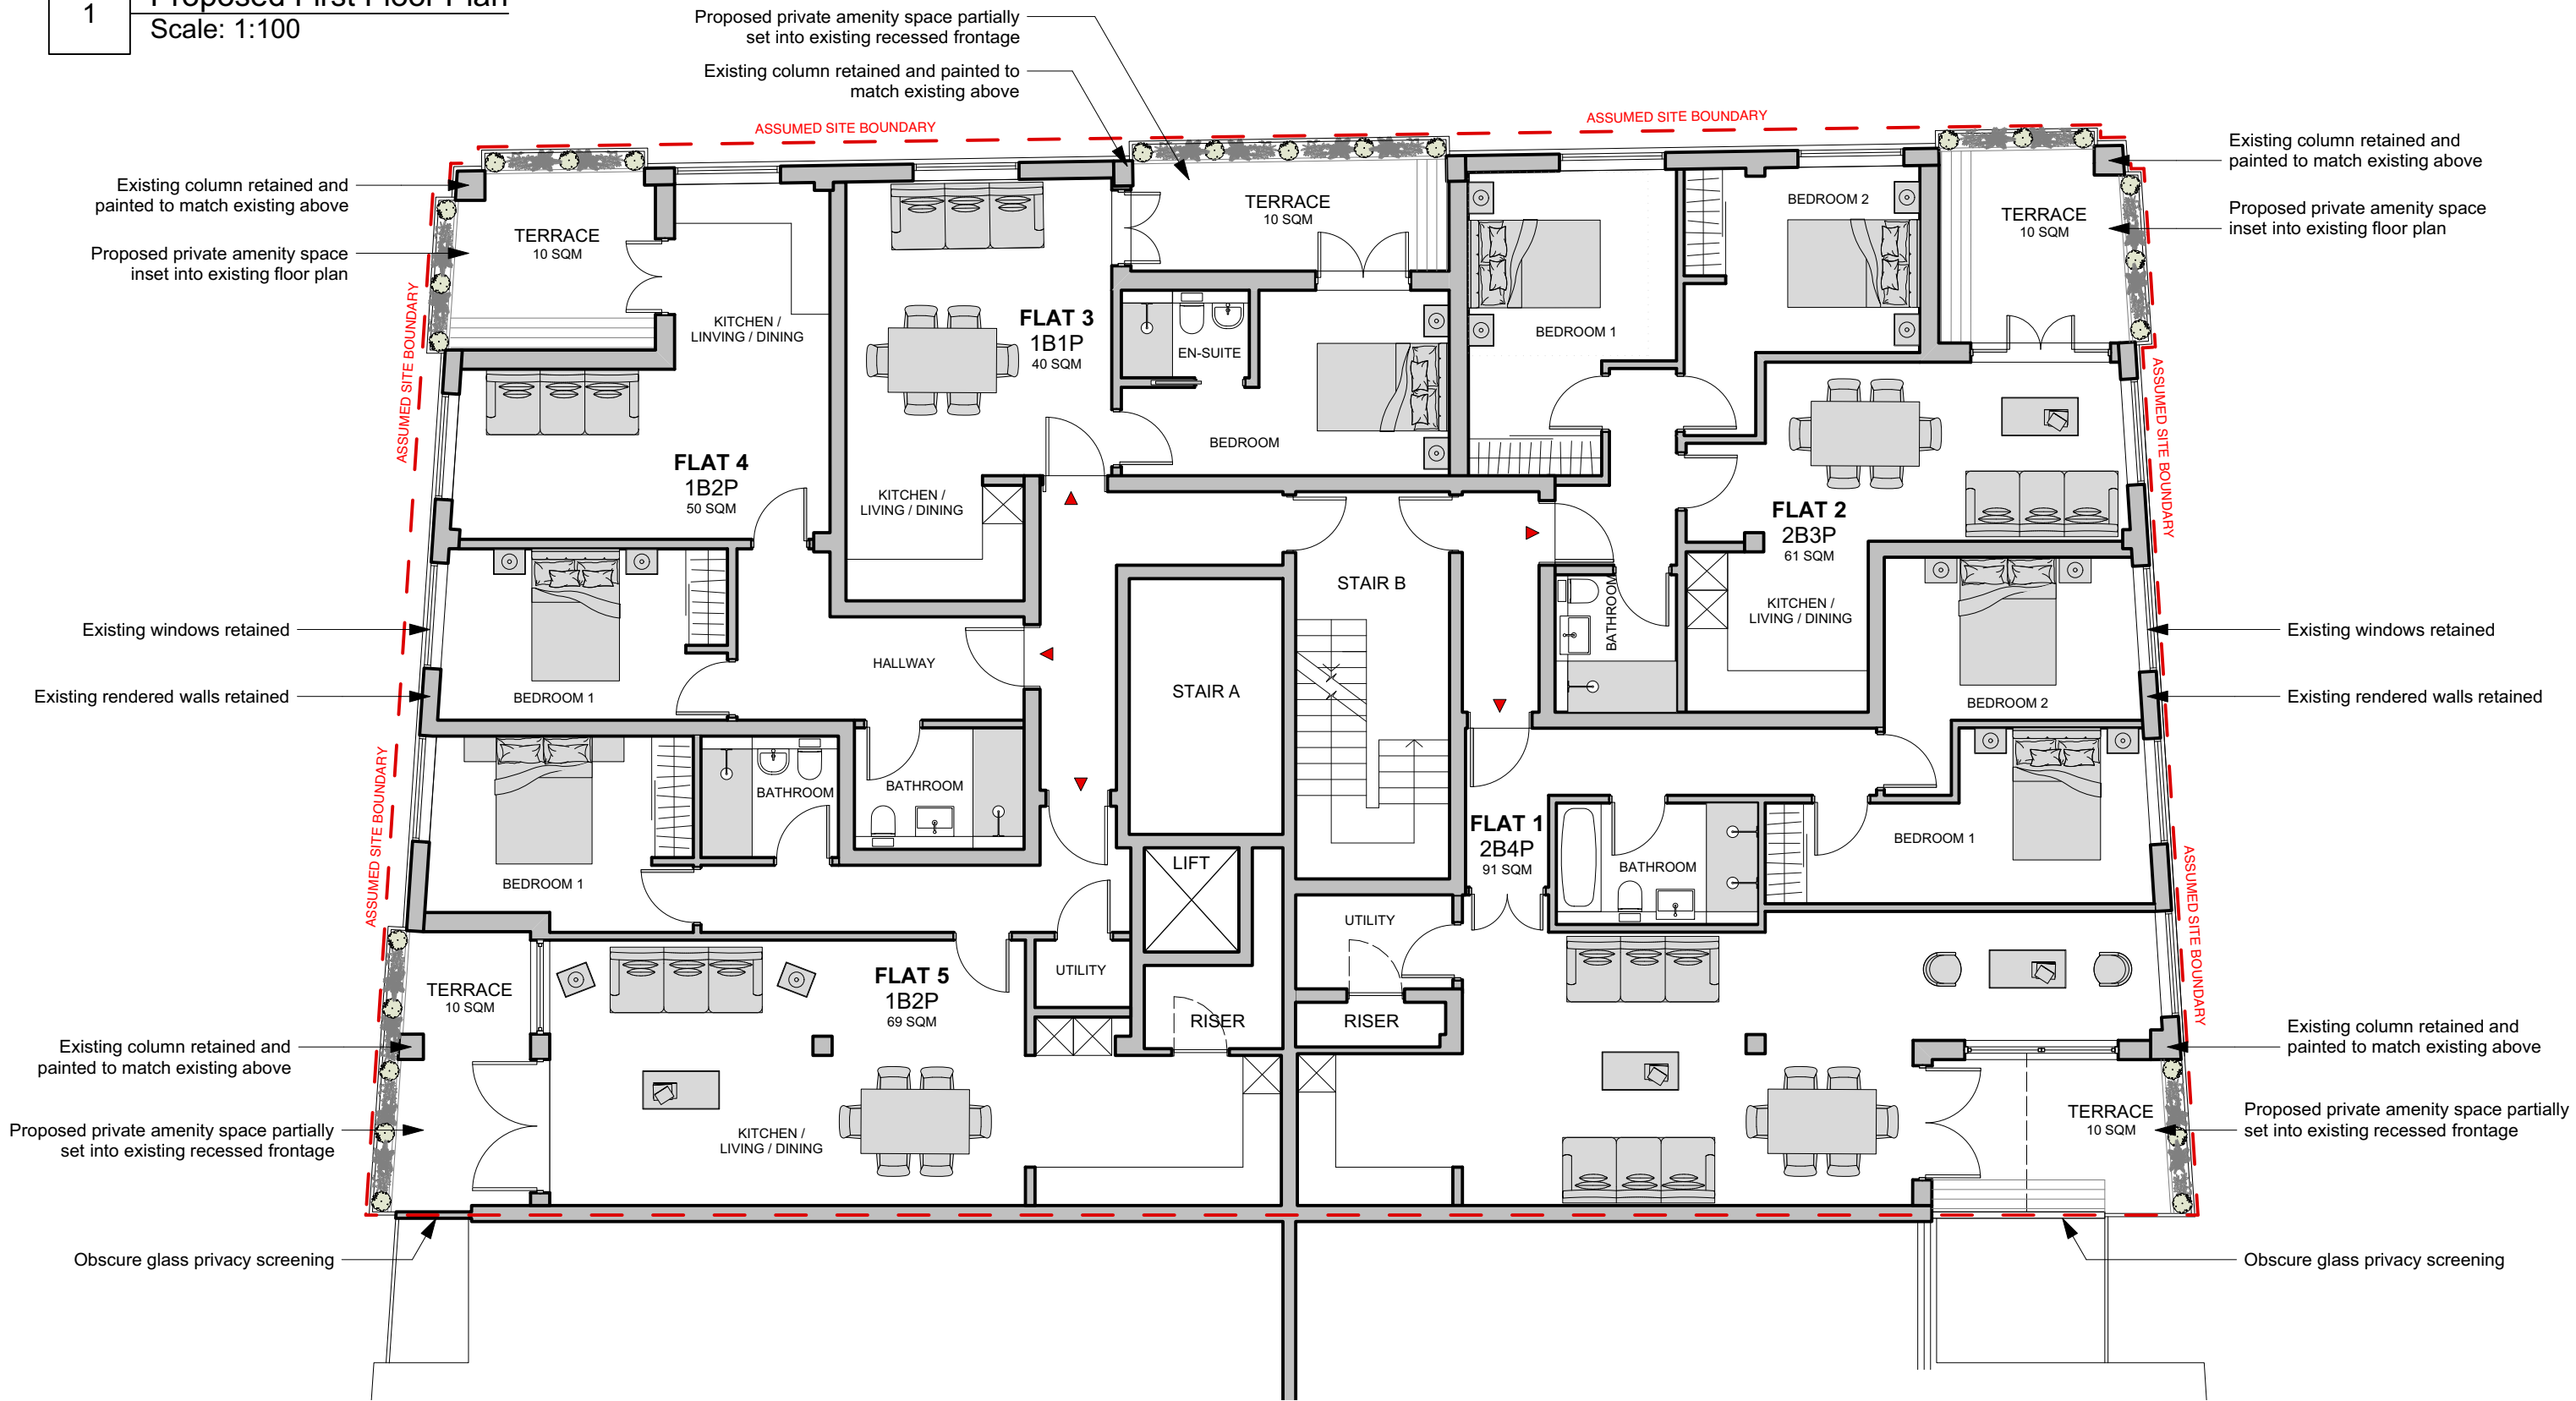 1
Proposed First Floor Plan
Scale: 1:100
Proposed private amenity space partially
set into existing recessed frontage
Existing column retained and painted to
match existing above
ASSUMED SITE BOUNDARY
ASSUMED SITE BOUNDARY
Existing column retained and
painted to match existing above
Proposed private amenity space
inset into existing floor plan
Existing column retained and
painted to match existing above
Proposed private amenity space
inset into existing floor plan
TERRACE
10 SQM
TERRACE
10 SQM
BEDROOM 2
TERRACE
10 SQM
ASSUMED SITE BOUNDARY
KITCHEN /
LINVING / DINING
FLAT 3
1B1P
40 SQM
EN-SUITE
BEDROOM 1
ASSUMED SITE BOUNDARY
BEDROOM
FLAT 4
1B2P
50 SQM
KITCHEN /
LIVING / DINING
FLAT 2
2B3P
61 SQM
STAIR B
BATHROOM
KITCHEN /
LIVING / DINING
Existing windows retained
Existing windows retained
HALLWAY
STAIR A
Existing rendered walls retained
BEDROOM 1
BEDROOM 2
Existing rendered walls retained
ASSUMED SITE BOUNDARY
BATHROOM
BATHROOM
FLAT 1
2B4P
91 SQM
BEDROOM 1
LIFT
BATHROOM
BEDROOM 1
ASSUMED SITE BOUNDARY
UTILITY
TERRACE
10 SQM
FLAT 5
1B2P
69 SQM
UTILITY
RISER
RISER
Existing column retained and
painted to match existing above
Existing column retained and
painted to match existing above
Proposed private amenity space partially
set into existing recessed frontage
KITCHEN /
LIVING / DINING
TERRACE
10 SQM
Proposed private amenity space partially
set into existing recessed frontage
Obscure glass privacy screening
Obscure glass privacy screening